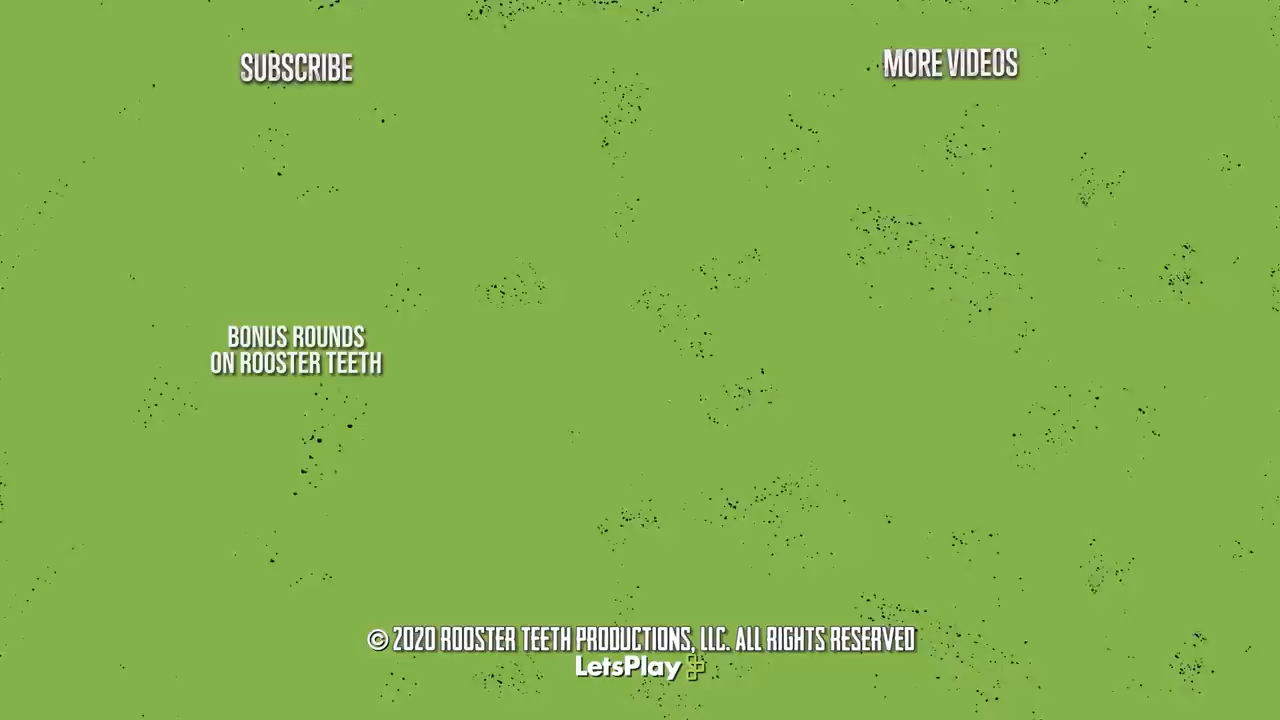 SUBSCRIBE
MORE VIDEOS
BONUS ROUNDS
ON ROOSTER TEETH
© 2020 ROOSTER TEETH PRODUCTIONS, LLC. ALL RIGHTS RESERVED
LetsPlay